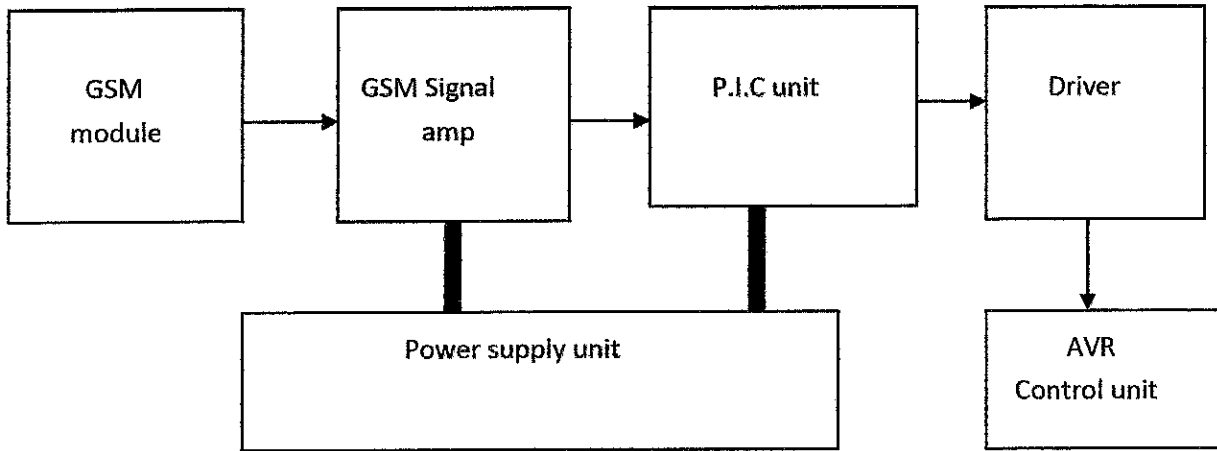 GSM
module
GSM Signal
amp
P.I.C unit
Driver
Power supply unit
AVR
Control unit